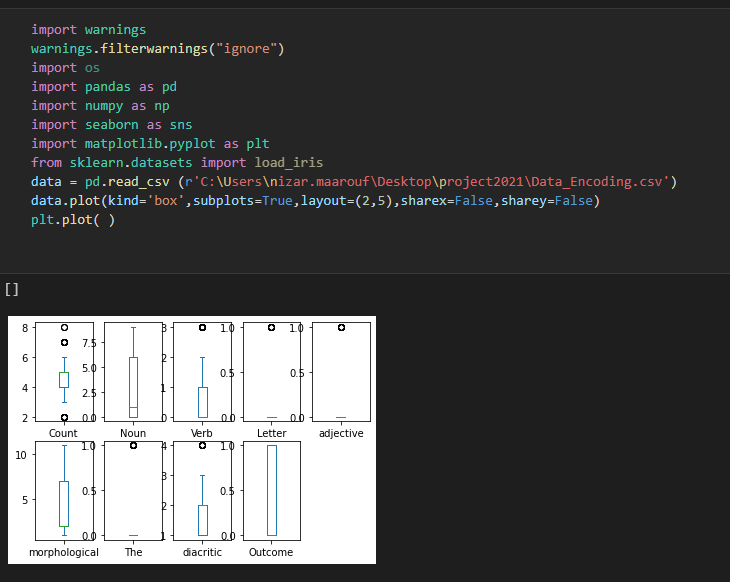 import warnings
warnings.filterwarnings("ignore")
import os
import pandas as pd
import numpy as np
import seaborn as sns
import matplotlib.pyplot as plt
from sklearn.datasets import load_iris
data = pd.read_csv (r'C:\Users\nizar.maarouf\Desktop\project2021\Data_Encoding.csv')
data.plot(kind='box',subplots=True,layout=(2,5),sharex=False,sharey=False)
plt.plot( )
[]
8 3 1.0 1.0
7.5
6 2
5.0 0.5 0.5
4 1
2.5
2 0.0 0 0.0 0.0
Count Noun Verb Letter adjective
1.0 4 1.0
10
3
5 0.5 0.5
2
0.0 1 0.0
morphological The diacritic Outcome